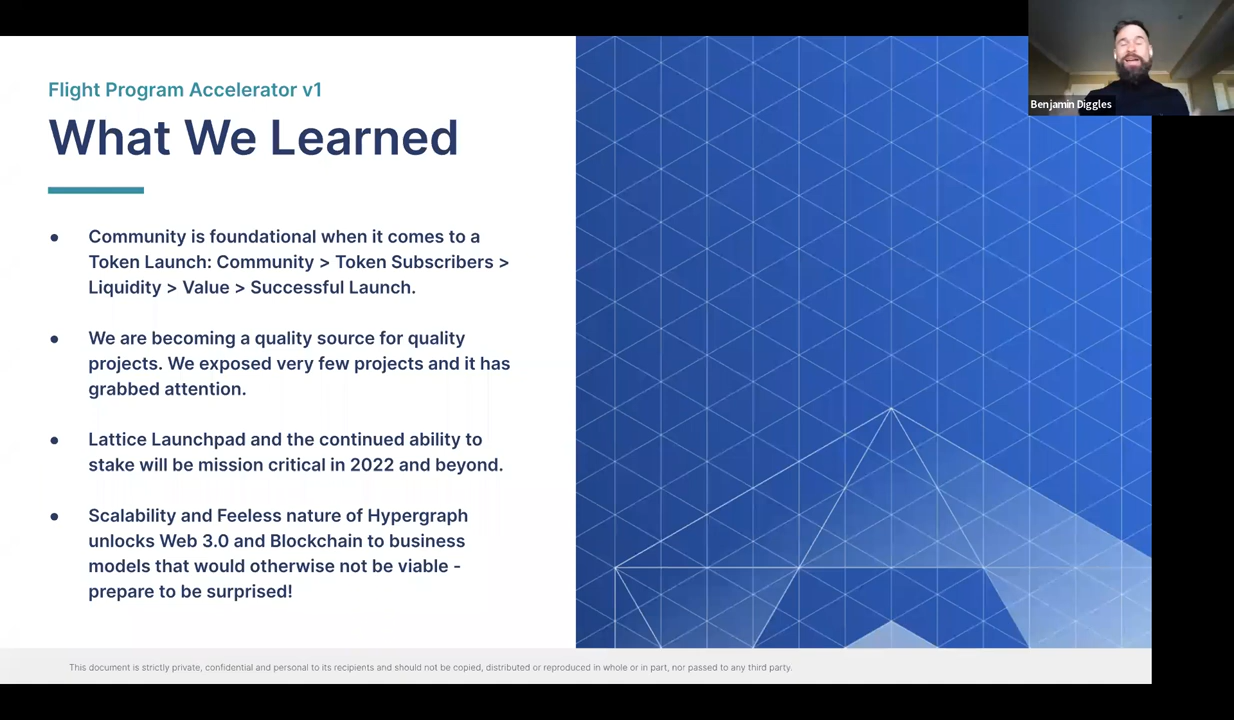 Flight Program Accelerator v1
What We Learned
● Community is foundational when it comes to a
Token Launch: Community > Token Subscribers >
Liquidity > Value > Successful Launch.
● We are becoming a quality source for quality
projects. We exposed very few projects and it has
grabbed attention.
● Lattice Launchpad and the continued ability to
stake will be mission critical in 2022 and beyond.
● Scalability and Feeless nature of Hypergraph
unlocks Web 3.0 and Blockchain to business
models that would otherwise not be viable -
prepare to be surprised!
This document is strictly private, confidential and personal to its recipients and should not be copied, distributed or reproduced in whole or in part, nor passed to any third party.
Benjamin Diggles